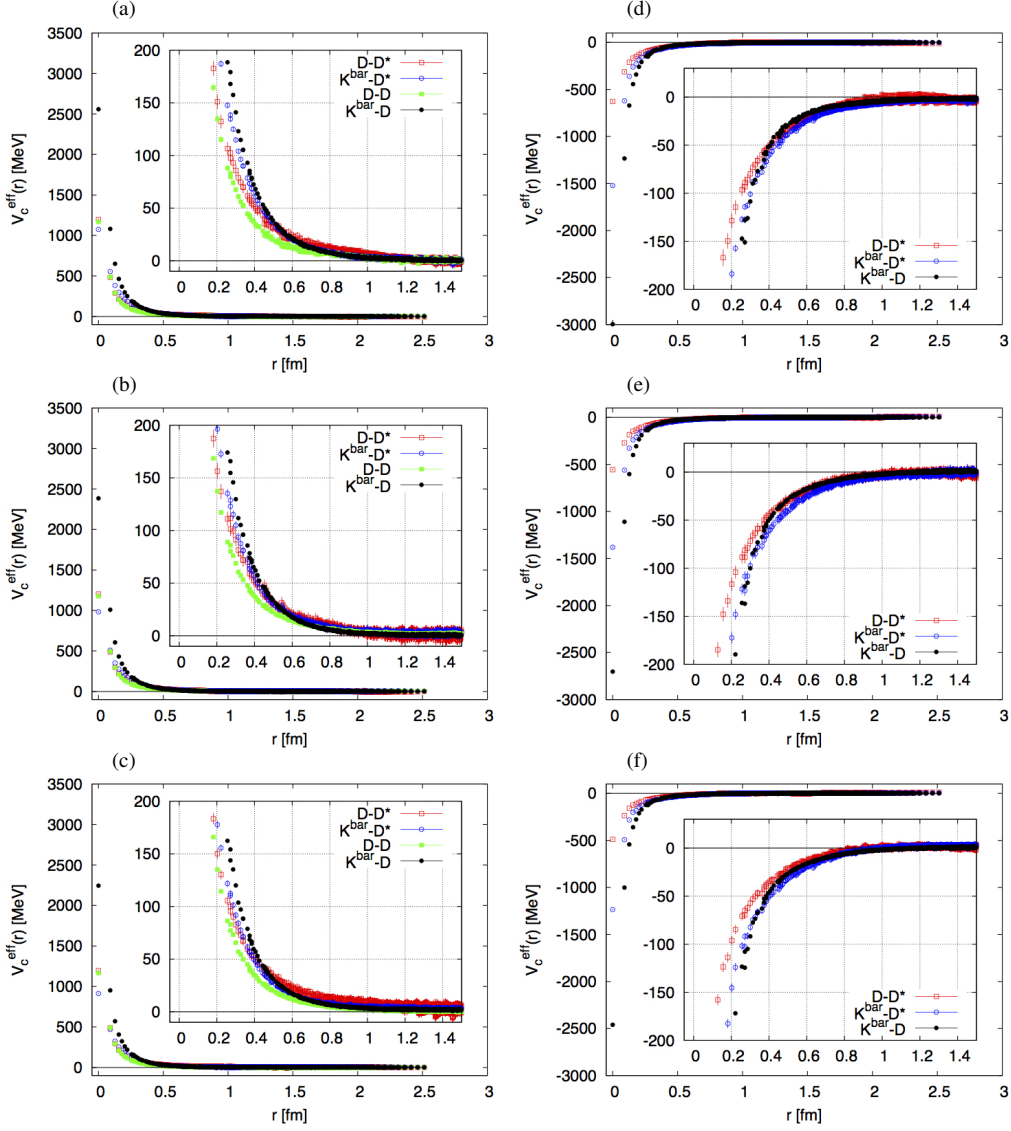 (a)
V_c^eff(r) [MeV]
3500
3000
2500
2000
1500
1000
500
0
200
150
100
50
0
D-D*
K^bar-D*
D-D
K^bar-D
0 0.2 0.4 0.6 0.8 1 1.2 1.4
0 0.5 1 1.5 2 2.5 3
r [fm]
(d)
V_c^eff(r) [MeV]
0
-500
-1000
-1500
-2000
-2500
-3000
0
-50
-100
-150
-200
D-D*
K^bar-D*
K^bar-D
0 0.2 0.4 0.6 0.8 1 1.2 1.4
0 0.5 1 1.5 2 2.5 3
r [fm]
(b)
V_c^eff(r) [MeV]
3500
3000
2500
2000
1500
1000
500
0
200
150
100
50
0
D-D*
K^bar-D*
D-D
K^bar-D
0 0.2 0.4 0.6 0.8 1 1.2 1.4
0 0.5 1 1.5 2 2.5 3
r [fm]
(e)
V_c^eff(r) [MeV]
0
-500
-1000
-1500
-2000
-2500
-3000
0
-50
-100
-150
-200
D-D*
K^bar-D*
K^bar-D
0 0.2 0.4 0.6 0.8 1 1.2 1.4
0 0.5 1 1.5 2 2.5 3
r [fm]
(c)
V_c^eff(r) [MeV]
3500
3000
2500
2000
1500
1000
500
0
200
150
100
50
0
D-D*
K^bar-D*
D-D
K^bar-D
0 0.2 0.4 0.6 0.8 1 1.2 1.4
0 0.5 1 1.5 2 2.5 3
r [fm]
(f)
V_c^eff(r) [MeV]
0
-500
-1000
-1500
-2000
-2500
-3000
0
-50
-100
-150
-200
D-D*
K^bar-D*
K^bar-D
0 0.2 0.4 0.6 0.8 1 1.2 1.4
0 0.5 1 1.5 2 2.5 3
r [fm]